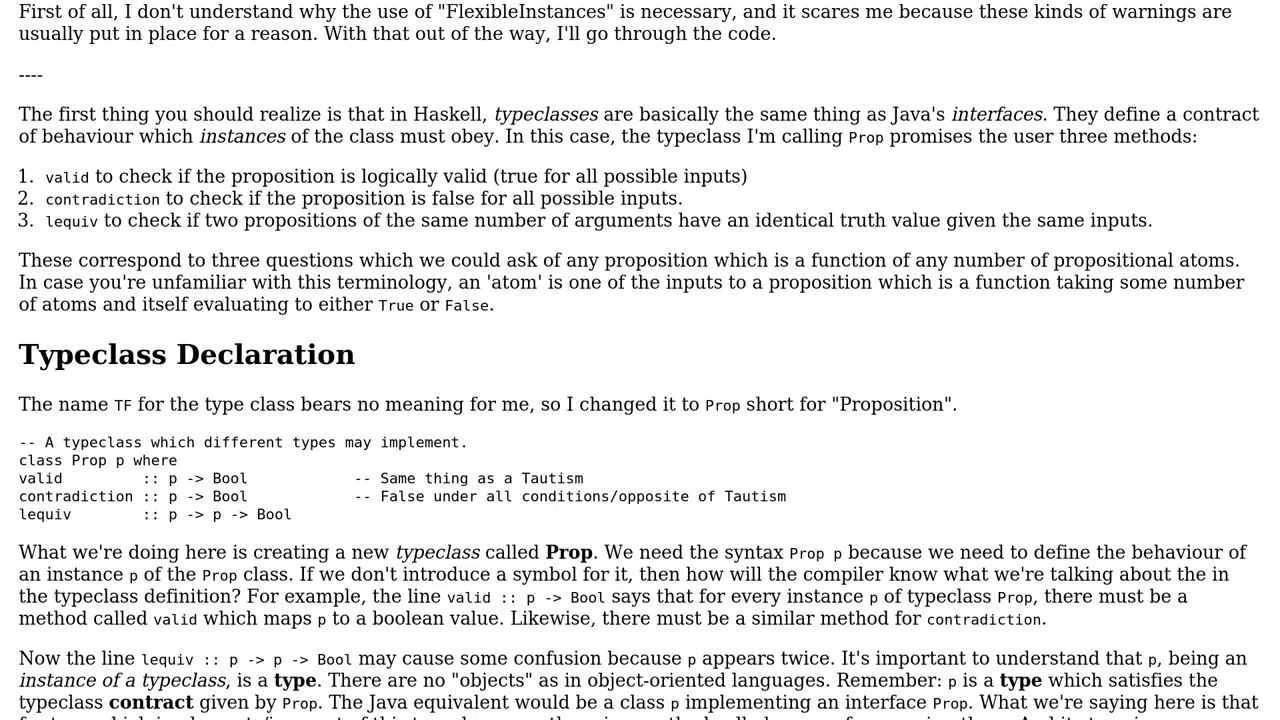 First of all, I don't understand why the use of "FlexibleInstances" is necessary, and it scares me because these kinds of warnings are
usually put in place for a reason. With that out of the way, I'll go through the code.
----
The first thing you should realize is that in Haskell, typeclasses are basically the same thing as Java's interfaces. They define a contract
of behaviour which instances of the class must obey. In this case, the typeclass I'm calling Prop promises the user three methods:
1. valid to check if the proposition is logically valid (true for all possible inputs)
2. contradiction to check if the proposition is false for all possible inputs.
3. lequiv to check if two propositions of the same number of arguments have an identical truth value given the same inputs.
These correspond to three questions which we could ask of any proposition which is a function of any number of propositional atoms.
In case you're unfamiliar with this terminology, an 'atom' is one of the inputs to a proposition which is a function taking some number
of atoms and itself evaluating to either True or False.
Typeclass Declaration
The name TF for the type class bears no meaning for me, so I changed it to Prop short for "Proposition".
-- A typeclass which different types may implement.
class Prop p where
valid         :: p -> Bool            -- Same thing as a Tautism
contradiction :: p -> Bool            -- False under all conditions/opposite of Tautism
lequiv        :: p -> p -> Bool
What we're doing here is creating a new typeclass called Prop. We need the syntax Prop p because we need to define the behaviour of
an instance p of the Prop class. If we don't introduce a symbol for it, then how will the compiler know what we're talking about the in
the typeclass definition? For example, the line valid :: p -> Bool says that for every instance p of typeclass Prop, there must be a
method called valid which maps p to a boolean value. Likewise, there must be a similar method for contradiction.
Now the line lequiv :: p -> p -> Bool may cause some confusion because p appears twice. It's important to understand that p, being an
instance of a typeclass, is a type. There are no "objects" as in object-oriented languages. Remember: p is a type which satisfies the
typeclass contract given by Prop. The Java equivalent would be a class p implementing an interface Prop. What we're saying here is that